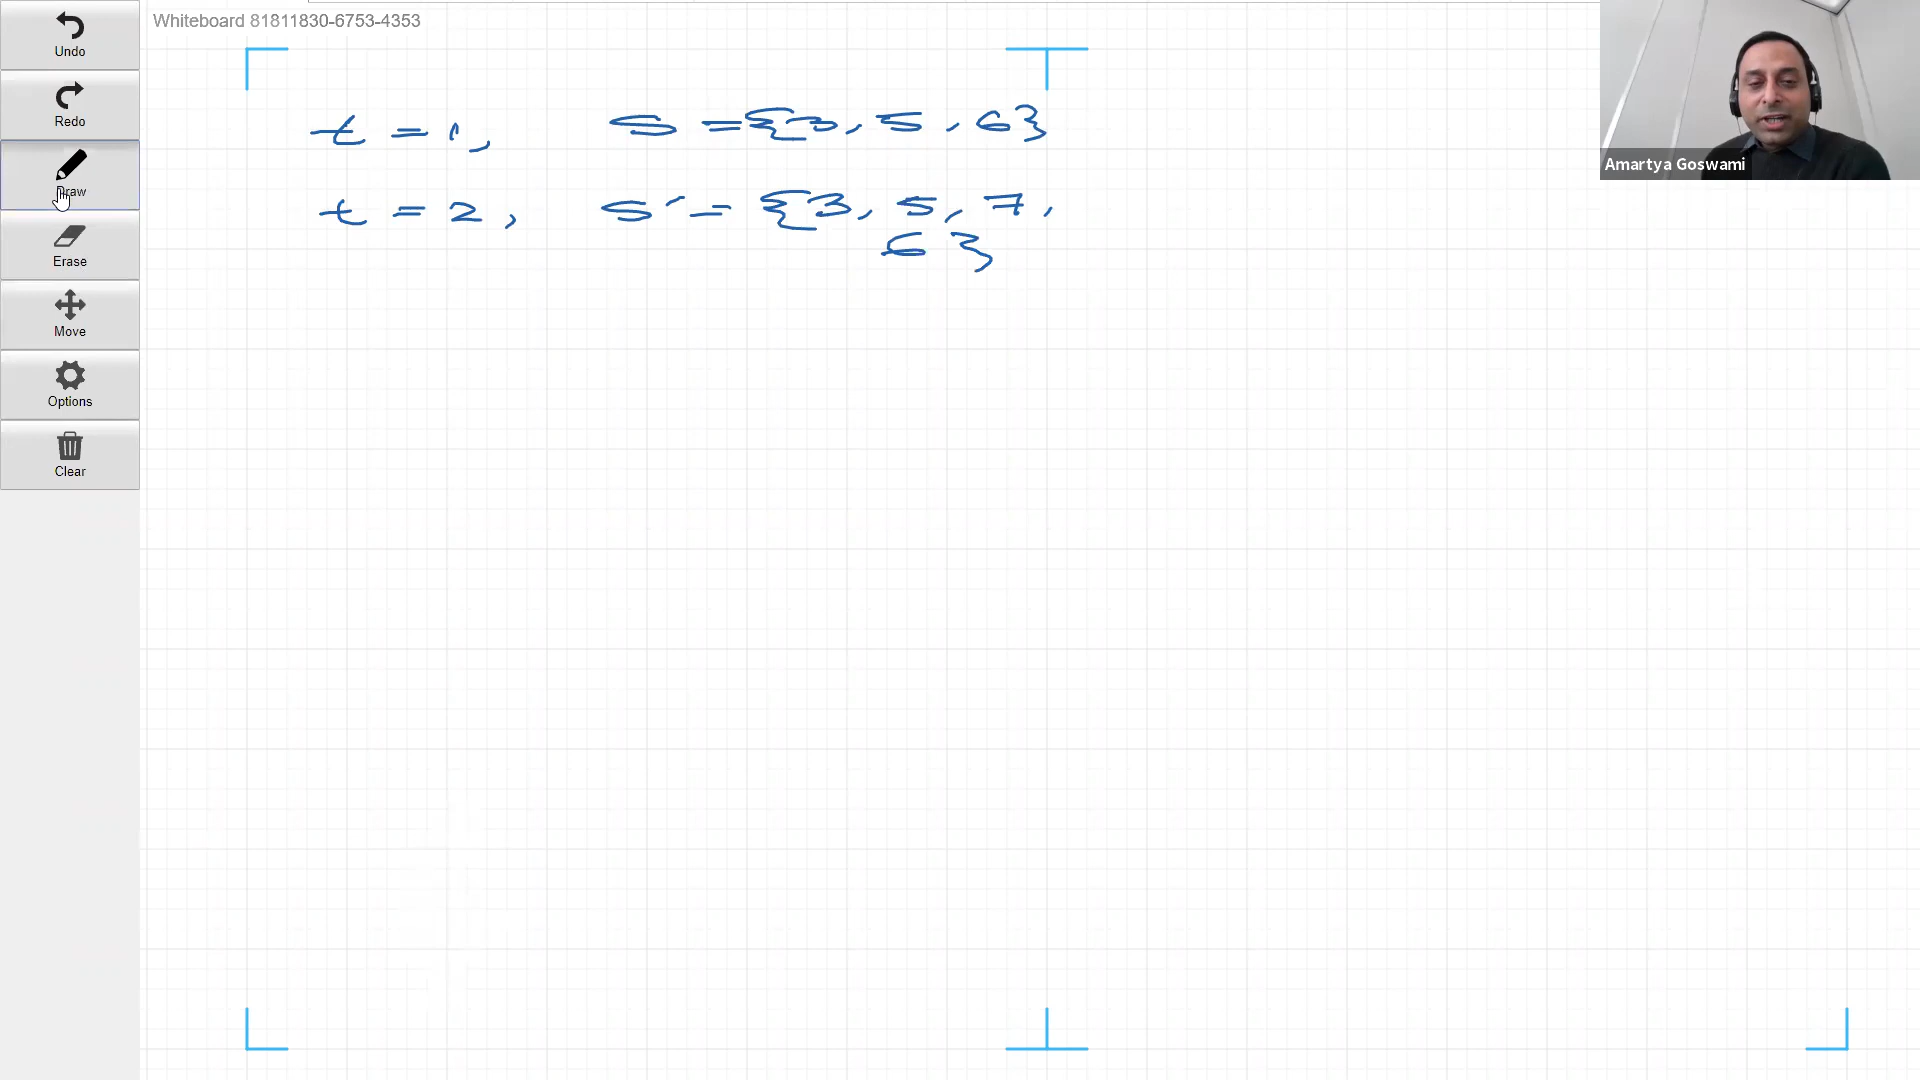 Whiteboard 81811830-6753-4353
Undo
Redo
Draw
Erase
Move
Options
Clear
t = 1, S = {3, 5, 6}
t = 2, S' = {3, 5, 7,
6}
Amartya Goswami